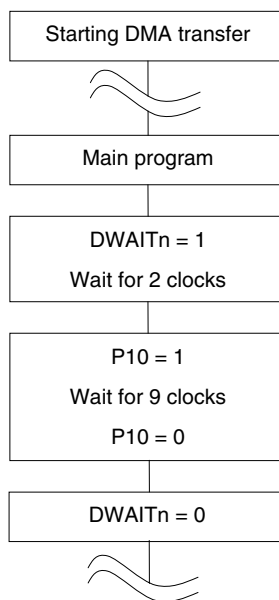 Starting DMA transfer
Main program
DWAITn = 1
Wait for 2 clocks
P10 = 1
Wait for 9 clocks
P10 = 0
DWAITn = 0